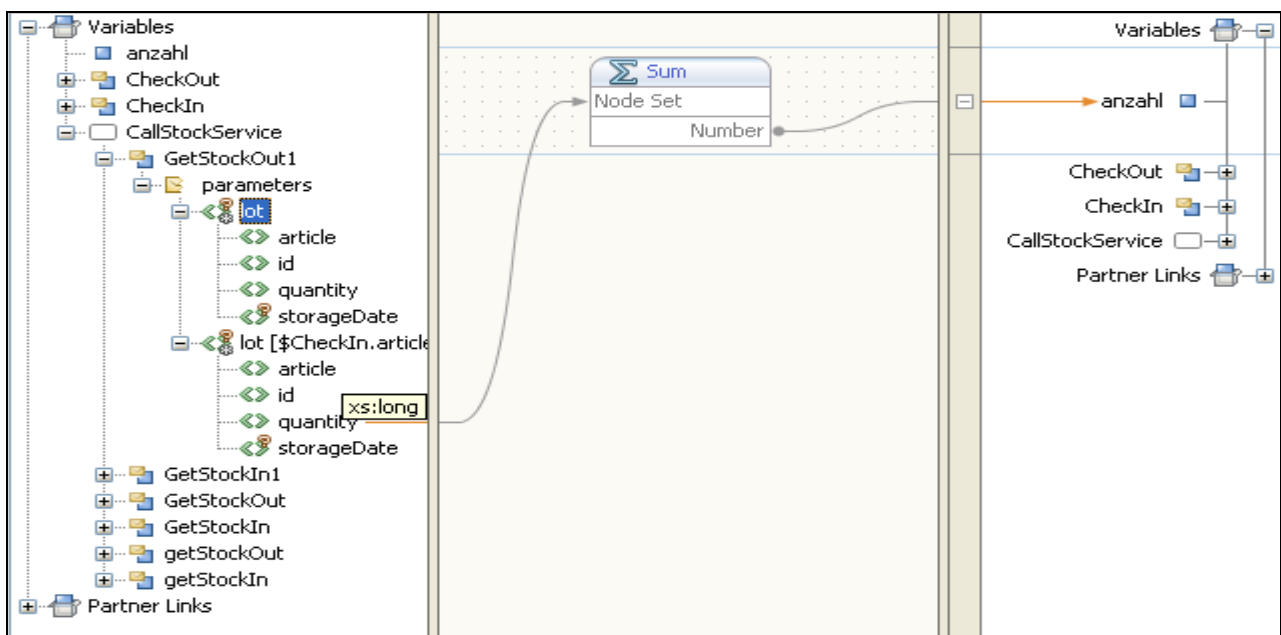 Variables
anzahl
CheckOut
CheckIn
CallStockService
GetStockOut1
parameters
lot
article
id
quantity
storageDate
lot [$CheckIn.article
article
id
xs:long
quantity
storageDate
GetStockIn1
GetStockOut
GetStockIn
getStockOut
getStockIn
Partner Links
Sum
Node Set
Number
Variables
anzahl
CheckOut
CheckIn
CallStockService
Partner Links